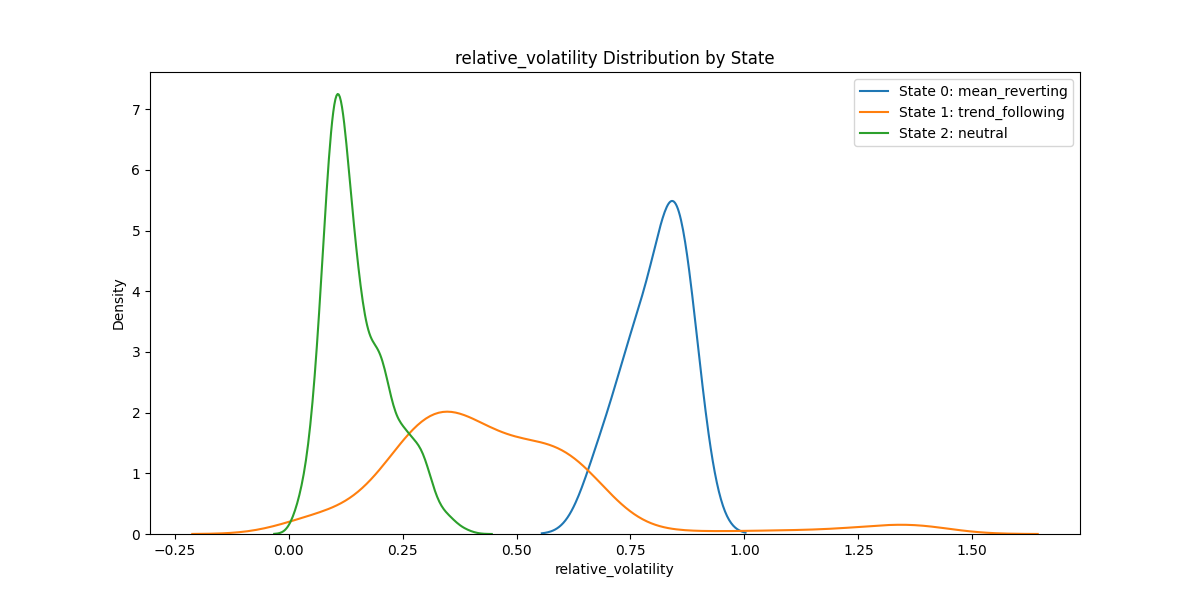 relative_volatility Distribution by State
State 0: mean_reverting
State 1: trend_following
State 2: neutral
Density
7
6
5
4
3
2
1
0
−0.25 0.00 0.25 0.50 0.75 1.00 1.25 1.50
relative_volatility